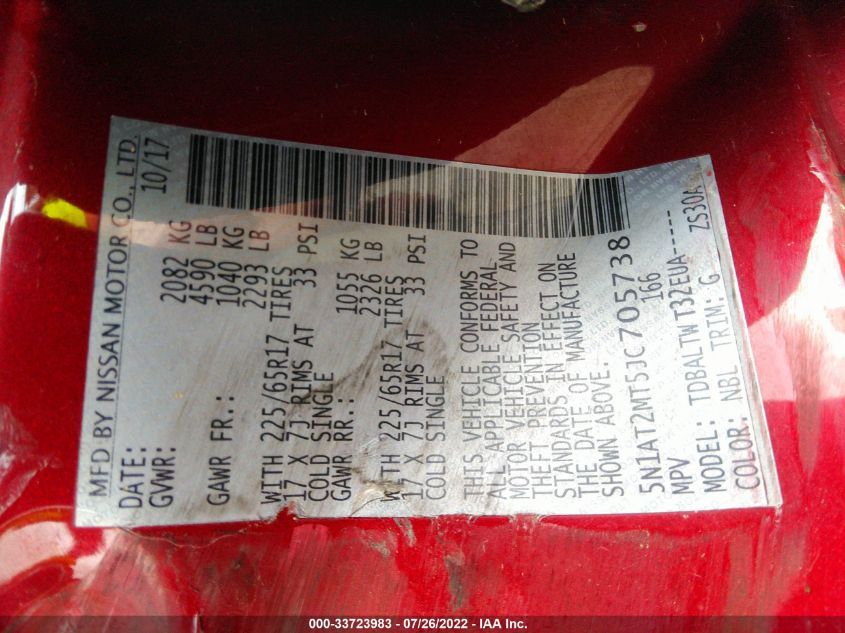 MFD BY NISSAN MOTOR CO., LTD.
DATE: 10/17
GVWR: 2082 KG
4590 LB
GAWR FR.: 1040 KG
2293 LB
WITH 225/65R17 TIRES
17 X 7J RIMS AT 33 PSI
COLD SINGLE
GAWR RR.: 1055 KG
2326 LB
WITH 225/65R17 TIRES
17 X 7J RIMS AT 33 PSI
COLD SINGLE
THIS VEHICLE CONFORMS TO
ALL APPLICABLE FEDERAL
MOTOR VEHICLE SAFETY AND
THEFT PREVENTION
STANDARDS IN EFFECT ON
THE DATE OF MANUFACTURE
SHOWN ABOVE.
5N1AT2MT5JC705738
MPV 166
MODEL: TDBALTW T32EUA-----
COLOR: NBL TRIM: G ZS30A
000-33723983 - 07/26/2022 - IAA Inc.